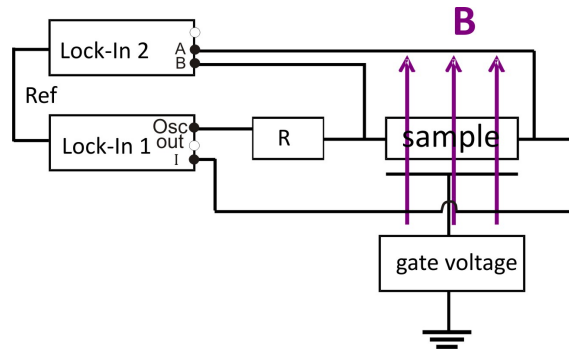 B
Lock-In 2
A
B
Ref
Lock-In 1
Osc
out
I
R
sample
gate voltage